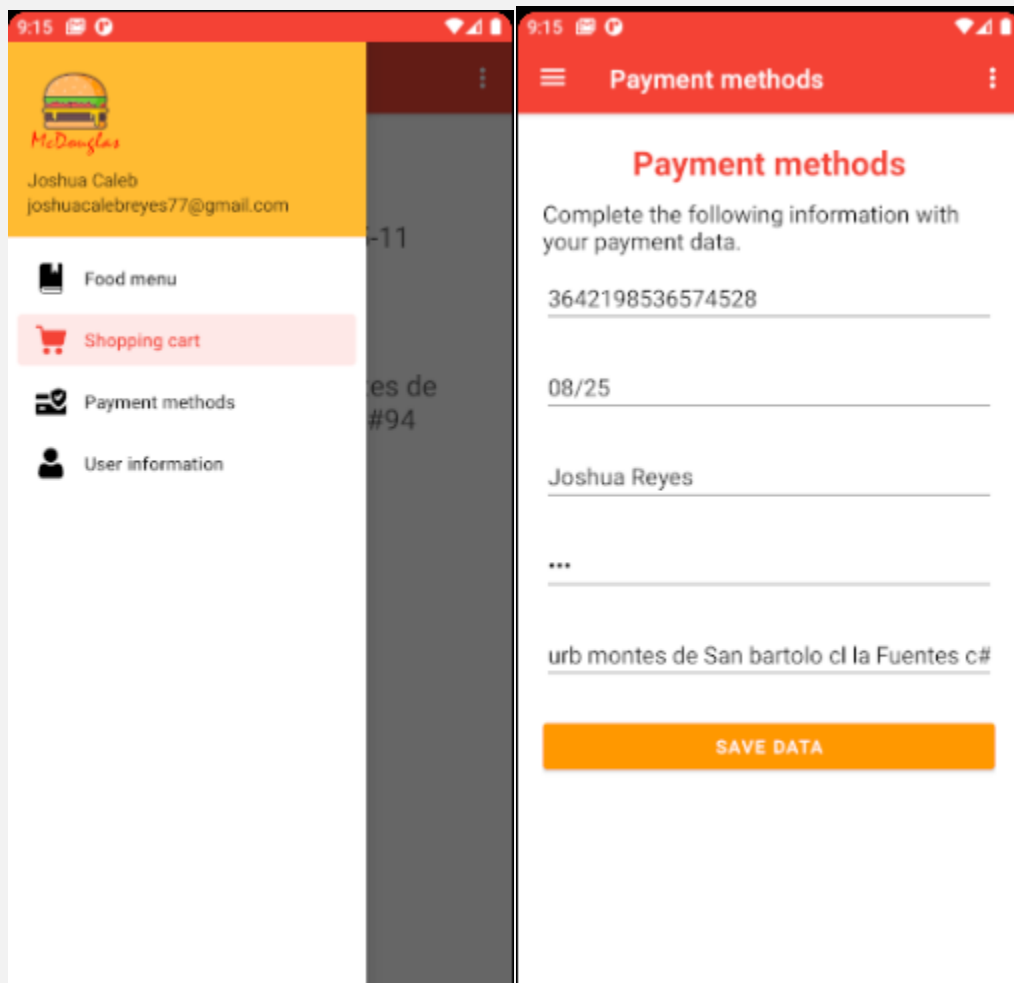 9:15
McDouglas
Joshua Caleb
joshuacalebreyes77@gmail.com
-11
Food menu
Shopping cart
es de
Payment methods
#94
User information
9:15
Payment methods
Payment methods
Complete the following information with
your payment data.
3642198536574528
08/25
Joshua Reyes
•••
urb montes de San bartolo cl la Fuentes c#
SAVE DATA